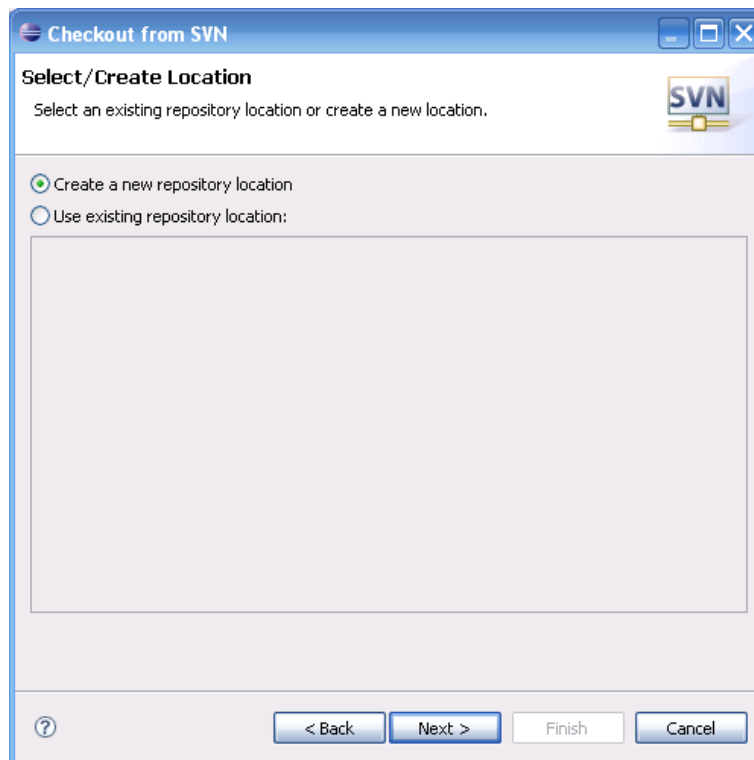 Checkout from SVN
Select/Create Location
Select an existing repository location or create a new location.
SVN
Create a new repository location
Use existing repository location:
? < Back Next > Finish Cancel